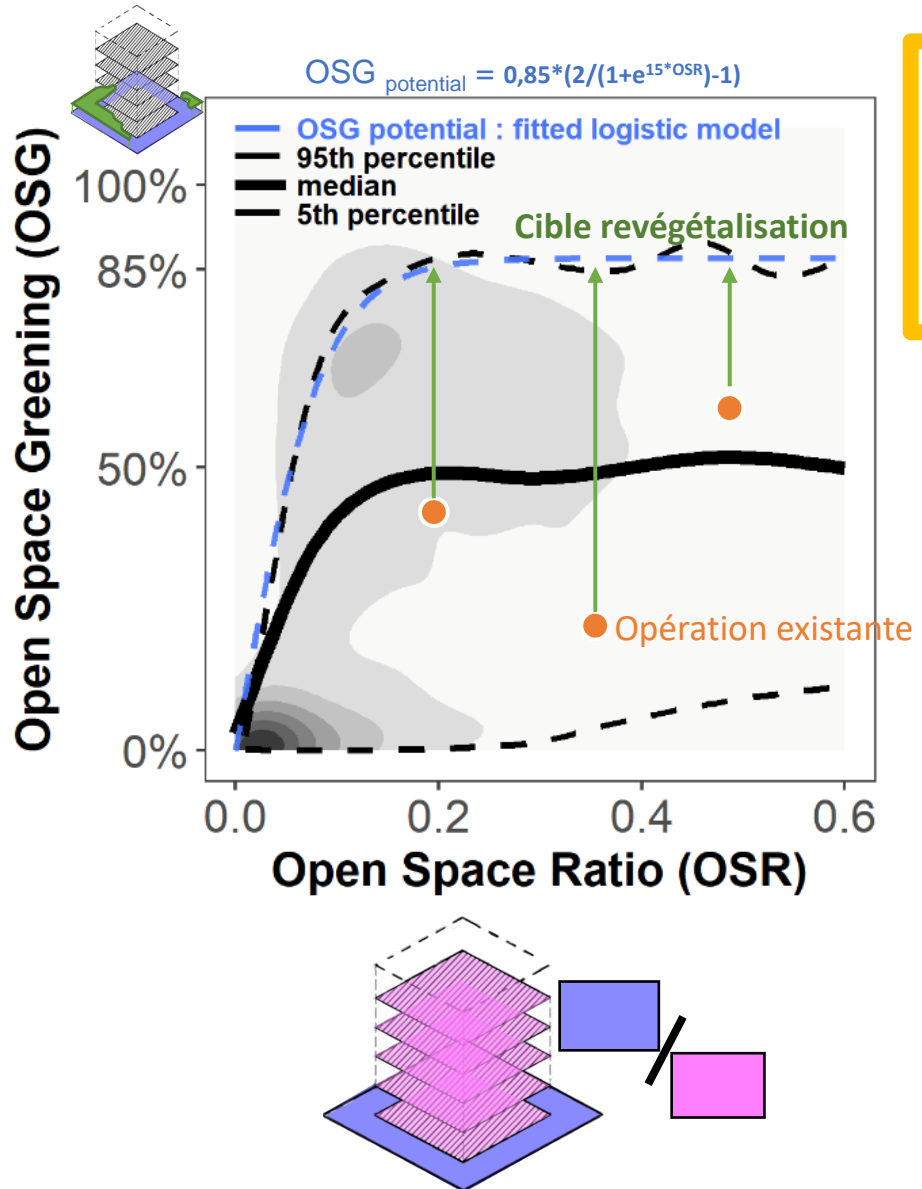 OSG potential = 0,85*(2/(1+e15*OSR)-1)
OSG potential : fitted logistic model
95th percentile
median
5th percentile
100%
Cible revégétalisation
85%
50%
Opération existante
0%
Open Space Greening (OSG)
0.0 0.2 0.4 0.6
Open Space Ratio (OSR)